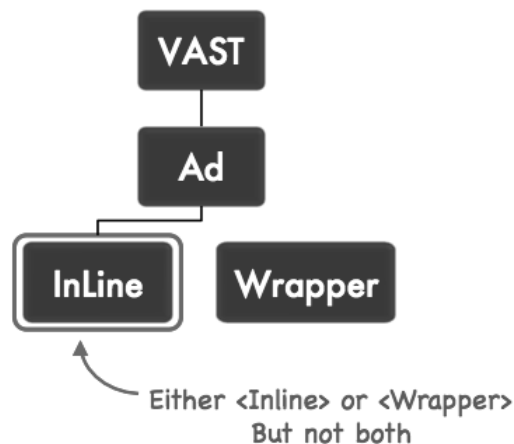 VAST
Ad
InLine
Wrapper
Either <Inline> or <Wrapper>
But not both